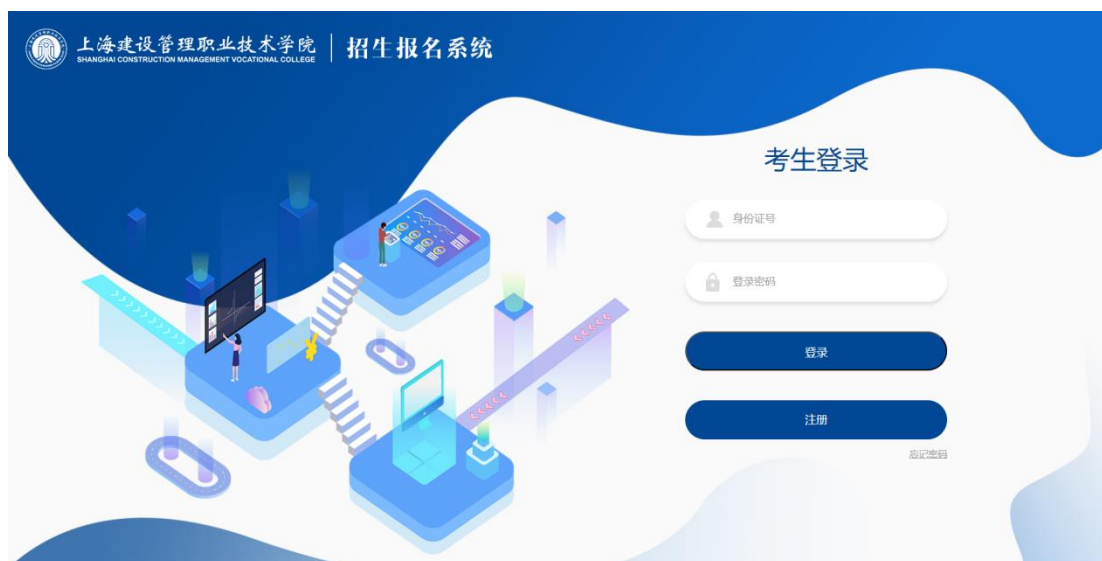 上海建设管理职业技术学院
SHANGHAI CONSTRUCTION MANAGEMENT VOCATIONAL COLLEGE
招生报名系统
考生登录
身份证号
登录密码
登录
注册
忘记密码